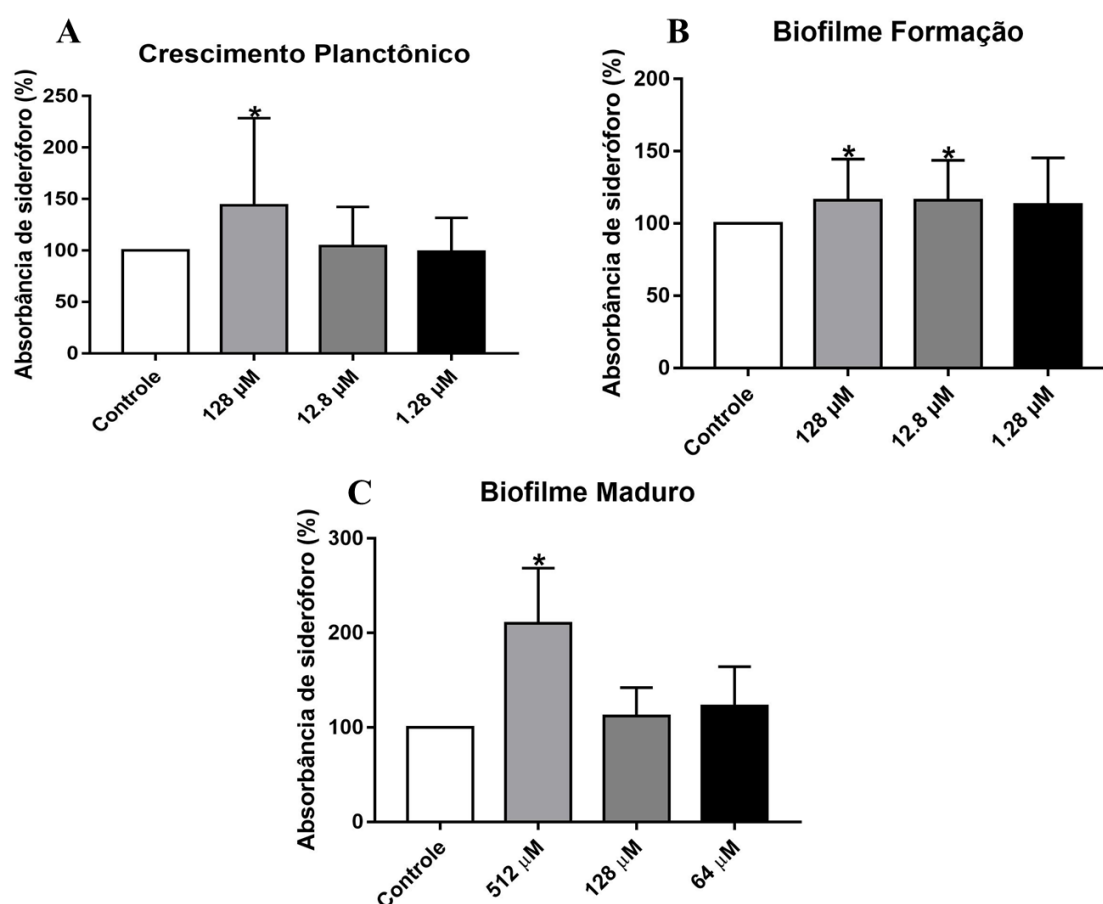 A
Crescimento Planctônico
Absorbância de sideróforo (%)
250
200
150
100
50
0
*
Controle
128 µM
12.8 µM
1.28 µM
B
Biofilme Formação
Absorbância de sideróforo (%)
200
150
100
50
0
*
*
Controle
128 µM
12.8 µM
1.28 µM
C
Biofilme Maduro
Absorbância de sideróforo (%)
300
200
100
0
*
Controle
512 µM
128 µM
64 µM